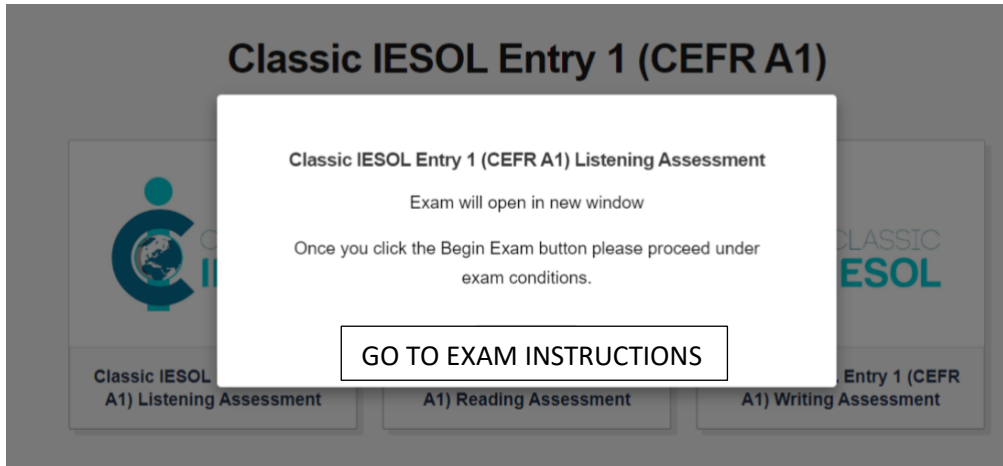 Classic IESOL Entry 1 (CEFR A1)
Classic IESOL Entry 1 (CEFR A1) Listening Assessment
Exam will open in new window
Once you click the Begin Exam button please proceed under
exam conditions.
GO TO EXAM INSTRUCTIONS
CLASSIC
IESOL
Classic IESOL
A1) Listening Assessment
A1) Reading Assessment
Entry 1 (CEFR
A1) Writing Assessment